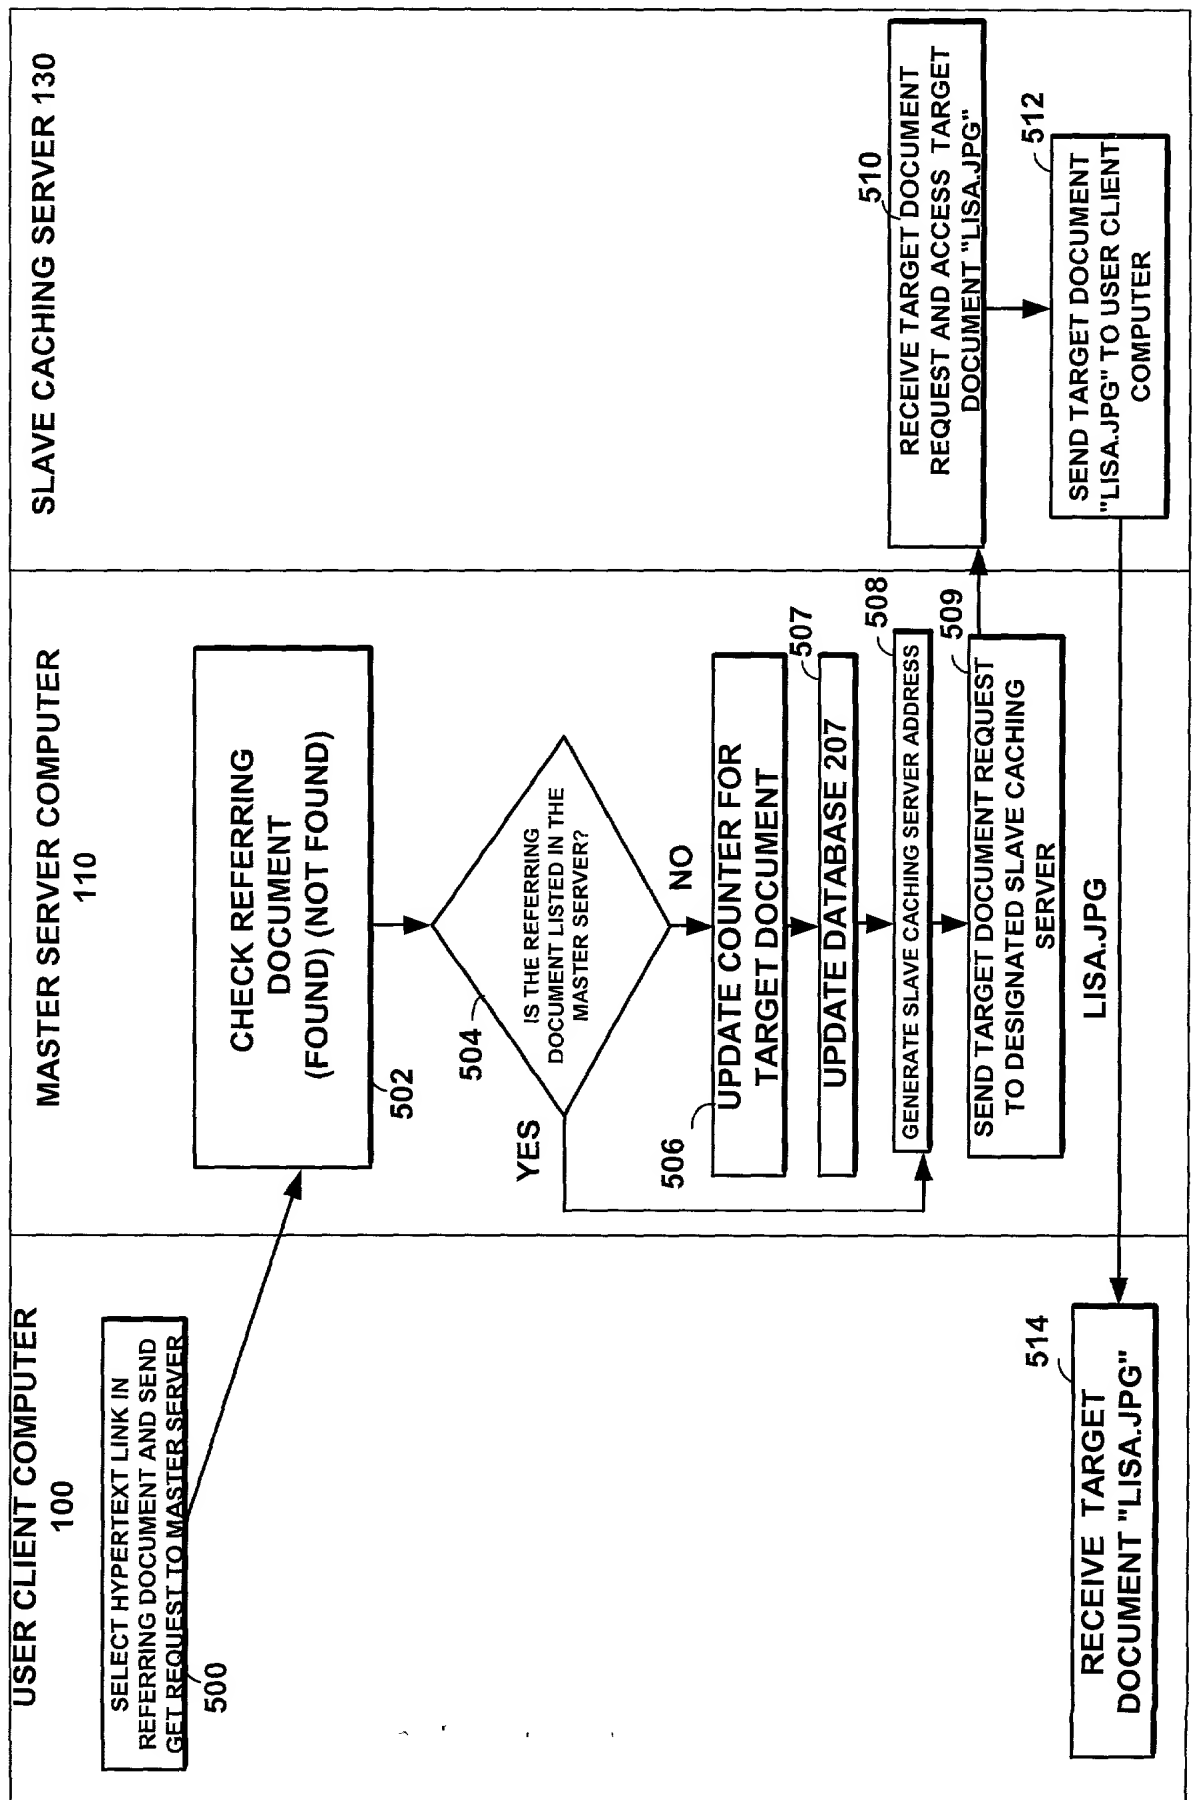 USER CLIENT COMPUTER
100
SELECT HYPERTEXT LINK IN
REFERRING DOCUMENT AND SEND
GET REQUEST TO MASTER SERVER
500
MASTER SERVER COMPUTER
110
CHECK REFERRING
DOCUMENT
(FOUND) (NOT FOUND)
502
IS THE REFERRING
DOCUMENT LISTED IN THE
MASTER SERVER?
504
YES
NO
UPDATE COUNTER FOR
TARGET DOCUMENT
506
UPDATE DATABASE 207
507
GENERATE SLAVE CACHING SERVER ADDRESS
508
SEND TARGET DOCUMENT REQUEST
TO DESIGNATED SLAVE CACHING
SERVER
509
SLAVE CACHING SERVER 130
510
RECEIVE TARGET DOCUMENT
REQUEST AND ACCESS TARGET
DOCUMENT "LISA.JPG"
512
SEND TARGET DOCUMENT
"LISA.JPG" TO USER CLIENT
COMPUTER
LISA.JPG
514
RECEIVE TARGET
DOCUMENT "LISA.JPG"